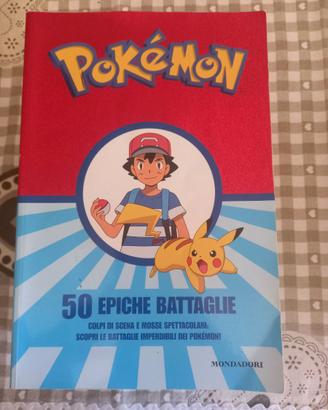 POKéMON
50 EPICHE BATTAGLIE
COLPI DI SCENA E MOSSE SPETTACOLARI:
SCOPRI LE BATTAGLIE IMPERDIBILI DEI POKÉMON!
MONDADORI